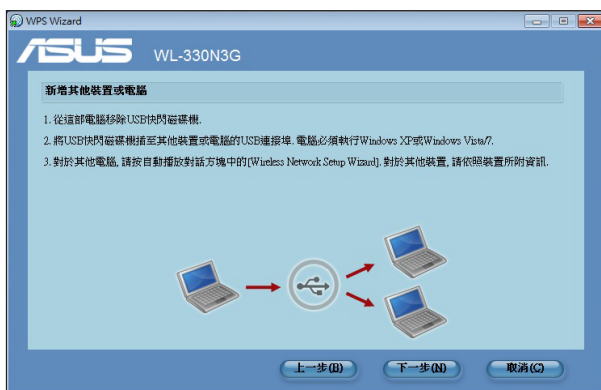 WPS Wizard
ASUS WL-330N3G
新增其他裝置或電腦
1. 從這部電腦移除USB快閃磁碟機.
2. 將USB快閃磁碟機插至其他裝置或電腦的USB連接埠. 電腦必須執行Windows XP或Windows Vista/7.
3. 對於其他電腦, 請按自動播放對話方塊中的[Wireless Network Setup Wizard]. 對於其他裝置, 請依照裝置所附資訊.
上一步(B) 下一步(N) 取消(C)